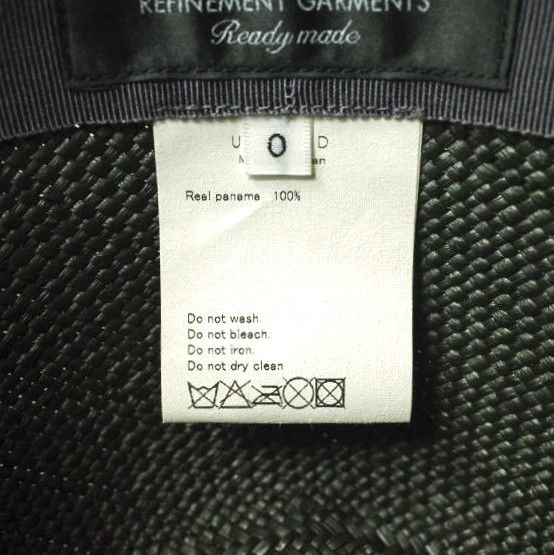 REFINEMENT GARMENTS
Ready made
0
Real panama 100%
Do not wash.
Do not bleach.
Do not iron.
Do not dry clean